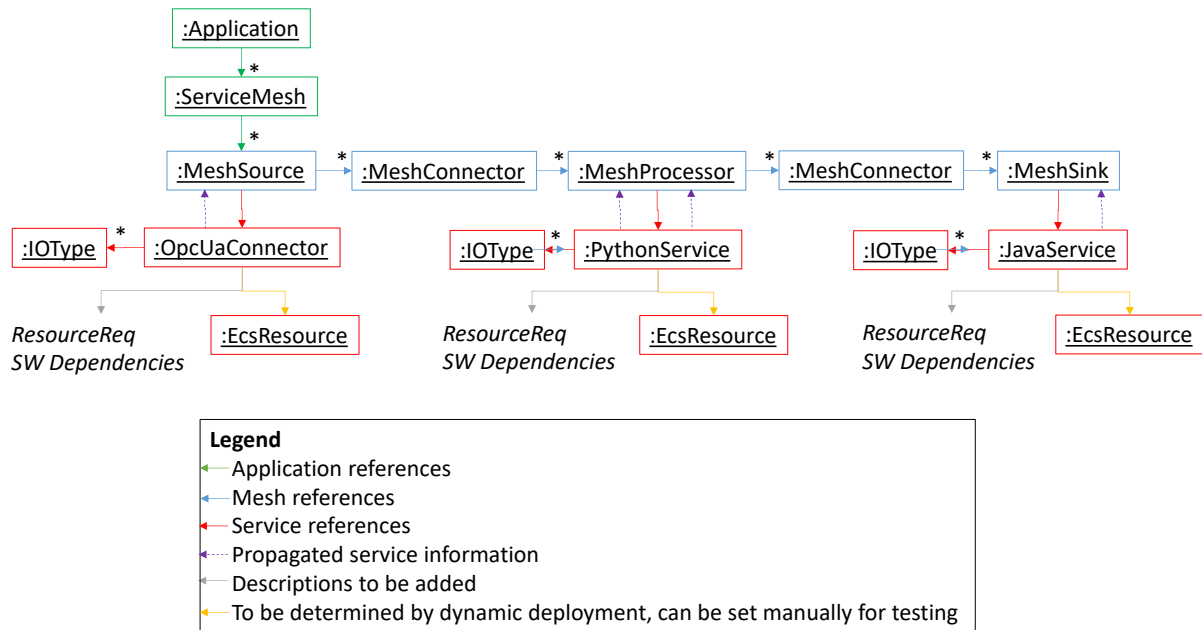 :Application
*
:ServiceMesh
*
:MeshSource
*
:MeshConnector
*
:MeshProcessor
*
:MeshConnector
*
:MeshSink
:IOType
*
:OpcUaConnector
:IOType
*
:PythonService
:IOType
*
:JavaService
ResourceReq
SW Dependencies
:EcsResource
ResourceReq
SW Dependencies
:EcsResource
ResourceReq
SW Dependencies
:EcsResource
Legend
Application references
Mesh references
Service references
Propagated service information
Descriptions to be added
To be determined by dynamic deployment, can be set manually for testing